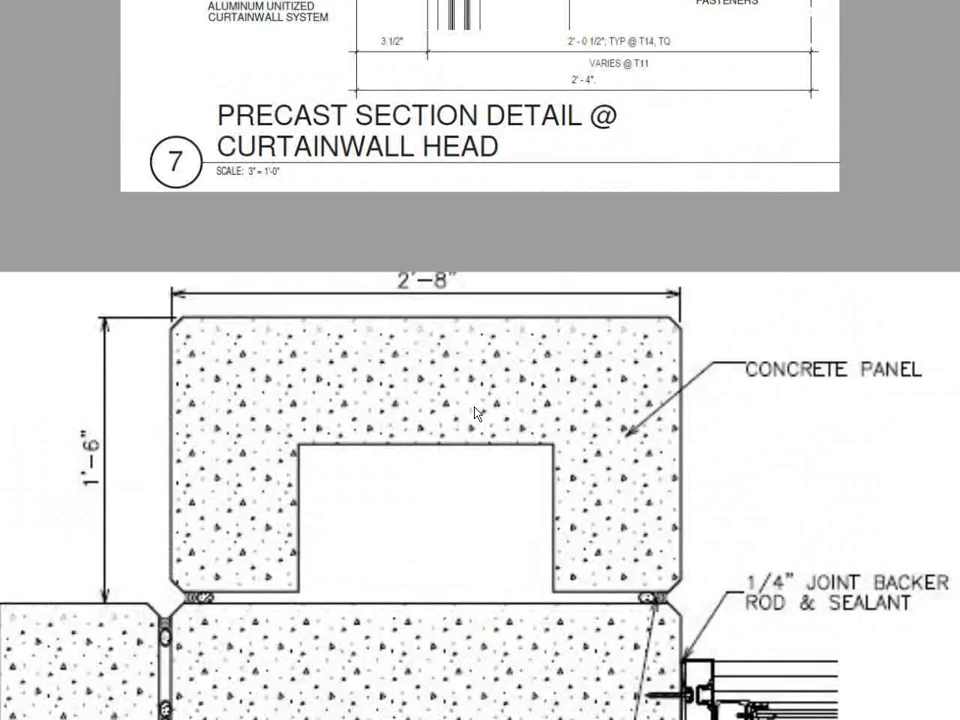 ALUMINUM UNITIZED
CURTAINWALL SYSTEM
FASTENERS
3 1/2"
2' - 0 1/2"; TYP @ T14, TQ
VARIES @ T11
2' - 4".
PRECAST SECTION DETAIL @
CURTAINWALL HEAD
7
SCALE: 3" = 1'-0"
2'-8"
CONCRETE PANEL
1'-6"
1/4" JOINT BACKER
ROD & SEALANT